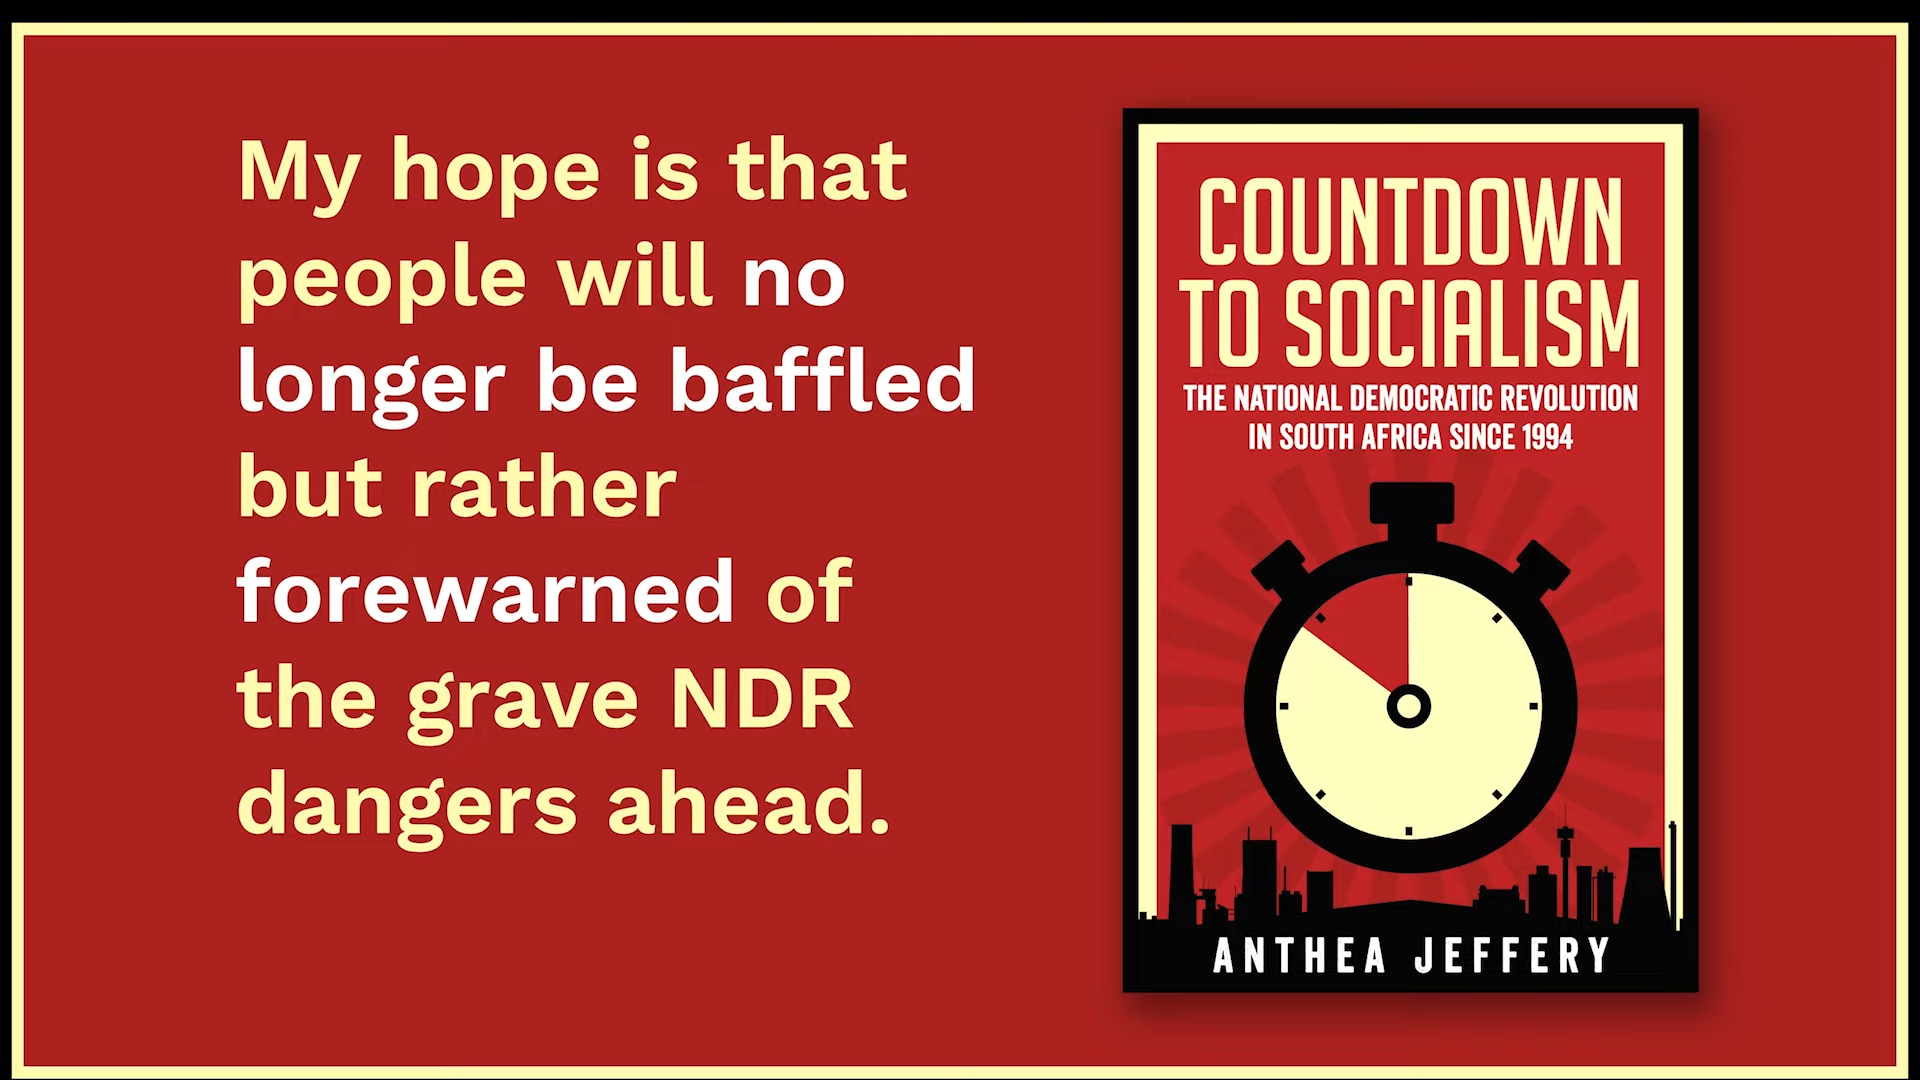 My hope is that
people will no
longer be baffled
but rather
forewarned of
the grave NDR
dangers ahead.
COUNTDOWN
TO SOCIALISM
THE NATIONAL DEMOCRATIC REVOLUTION
IN SOUTH AFRICA SINCE 1994
ANTHEA JEFFERY